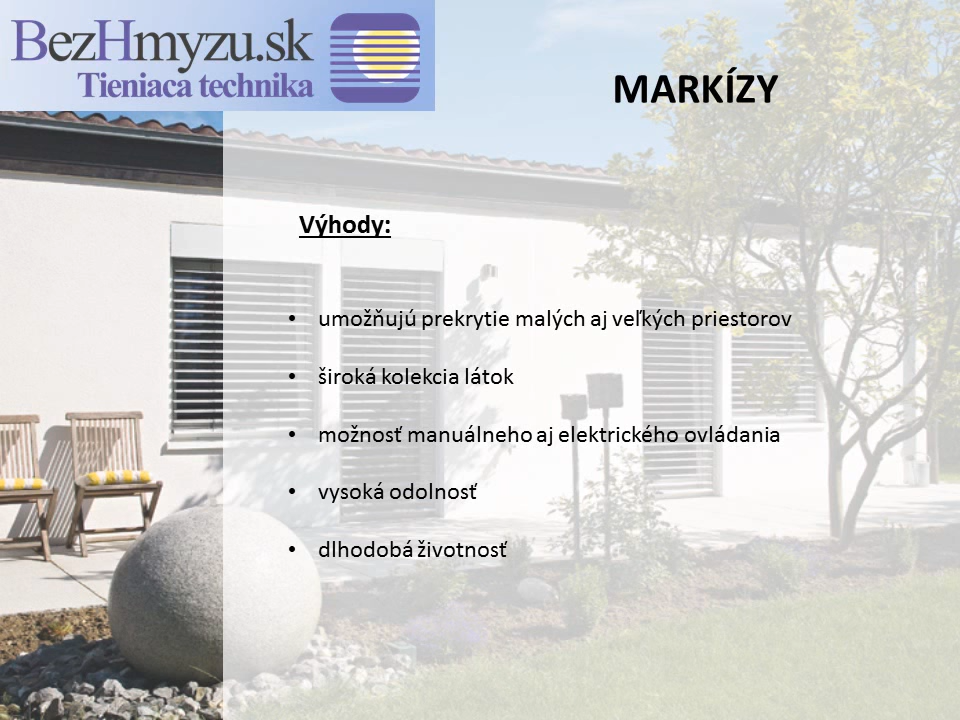 BezHmyzu.sk
Tieniaca technika
MARKÍZY
Výhody:
• umožňujú prekrytie malých aj veľkých priestorov
• široká kolekcia látok
• možnosť manuálneho aj elektrického ovládania
• vysoká odolnosť
• dlhodobá životnosť